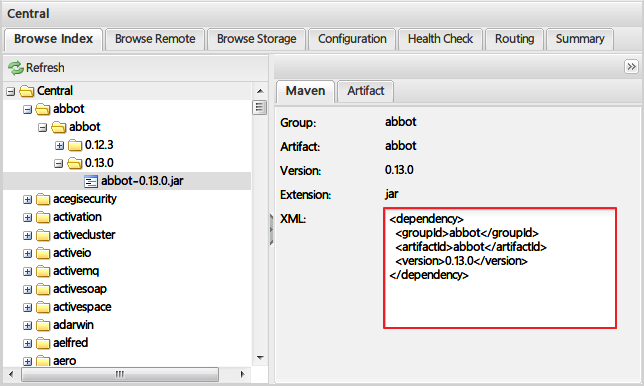 Central
Browse Index Browse Remote Browse Storage Configuration Health Check Routing Summary
Refresh
Central
abbot
abbot
0.12.3
0.13.0
abbot-0.13.0.jar
acegisecurity
activation
activecluster
activeio
activemq
activesoap
activespace
adarwin
aelfred
aero
Maven Artifact
Group: abbot
Artifact: abbot
Version: 0.13.0
Extension: jar
XML:
<dependency>
<groupId>abbot</groupId>
<artifactId>abbot</artifactId>
<version>0.13.0</version>
</dependency>